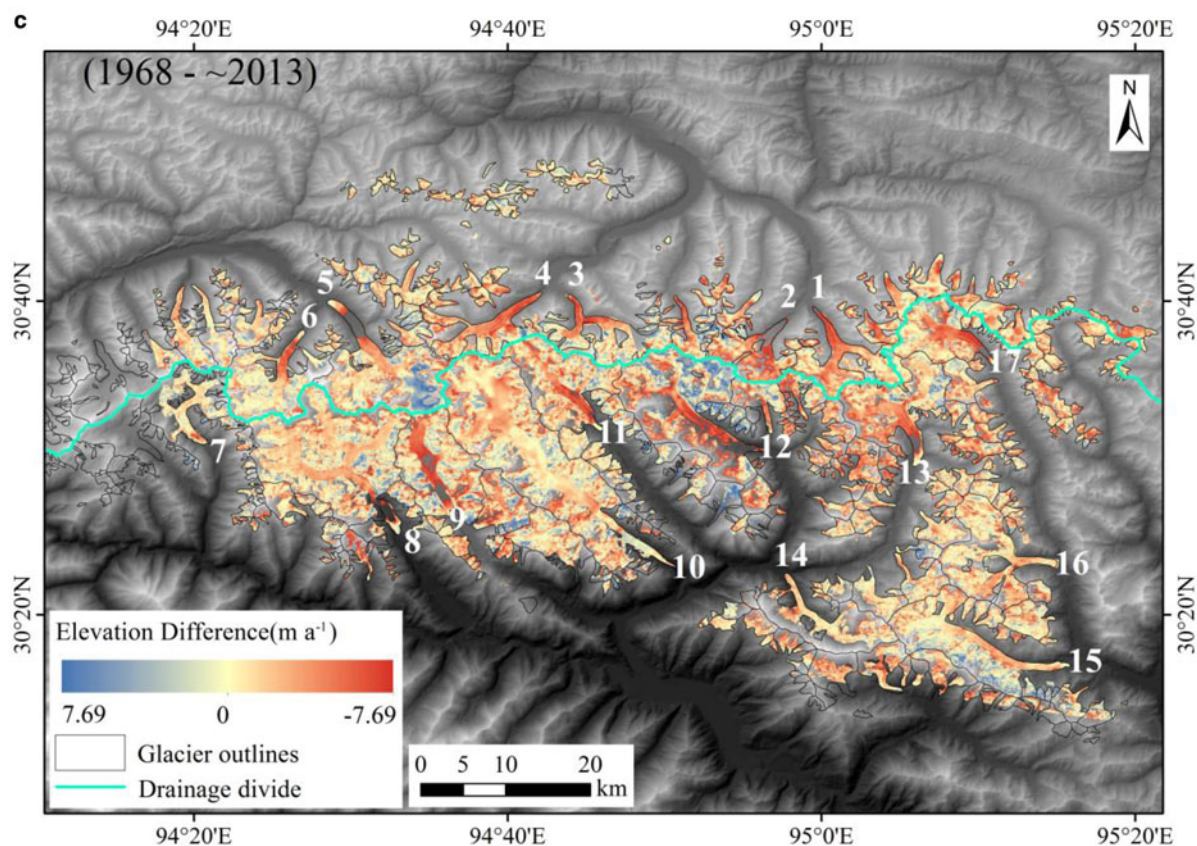 c
94°20'E 94°40'E 95°0'E 95°20'E
(1968 - ~2013)
N
30°40'N 30°40'N
5 4 3 2 1
6
17
7 11 12
13
8 9
10 14 16
30°20'N 30°20'N
15
Elevation Difference(m a⁻¹)
7.69 0 -7.69
Glacier outlines
Drainage divide
0 5 10 20
km
94°20'E 94°40'E 95°0'E 95°20'E